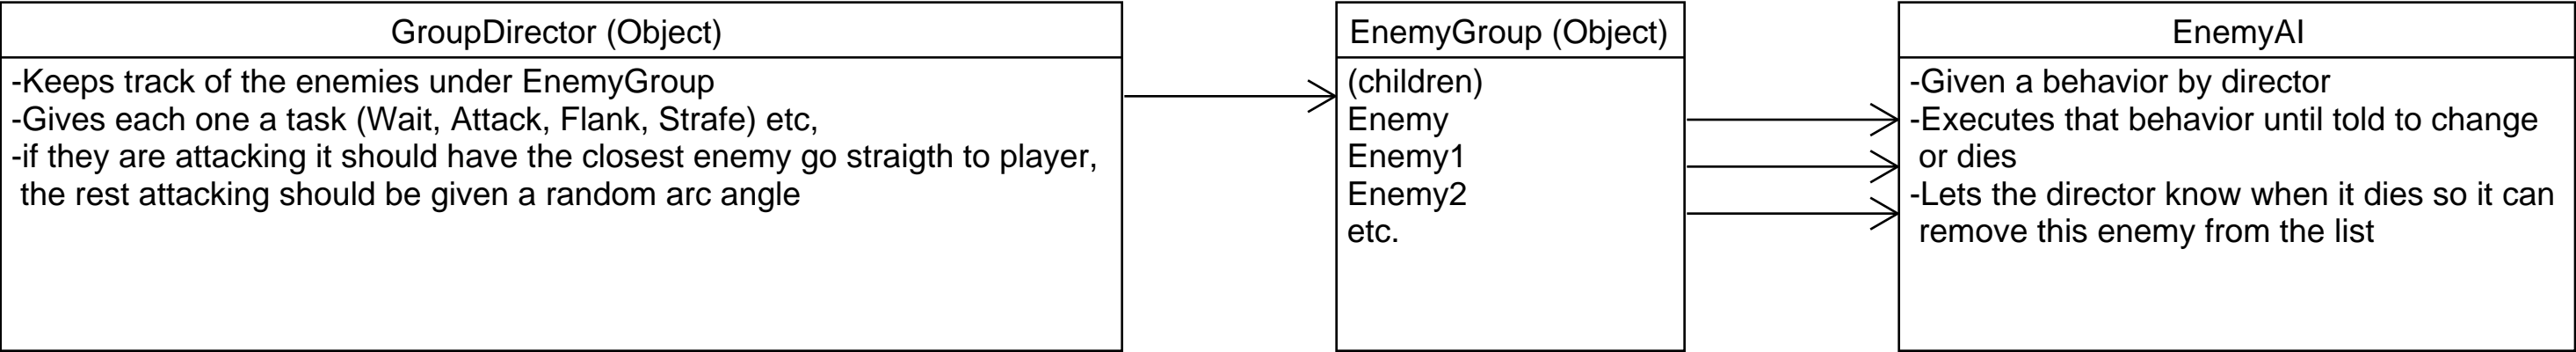 GroupDirector (Object)
-Keeps track of the enemies under EnemyGroup
-Gives each one a task (Wait, Attack, Flank, Strafe) etc,
-if they are attacking it should have the closest enemy go straigth to player,
the rest attacking should be given a random arc angle
EnemyGroup (Object)
(children)
Enemy
Enemy1
Enemy2
etc.
EnemyAI
-Given a behavior by director
-Executes that behavior until told to change
or dies
-Lets the director know when it dies so it can
remove this enemy from the list